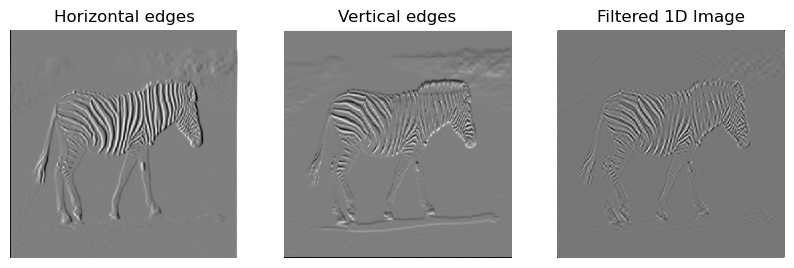 Horizontal edges
Vertical edges
Filtered 1D Image